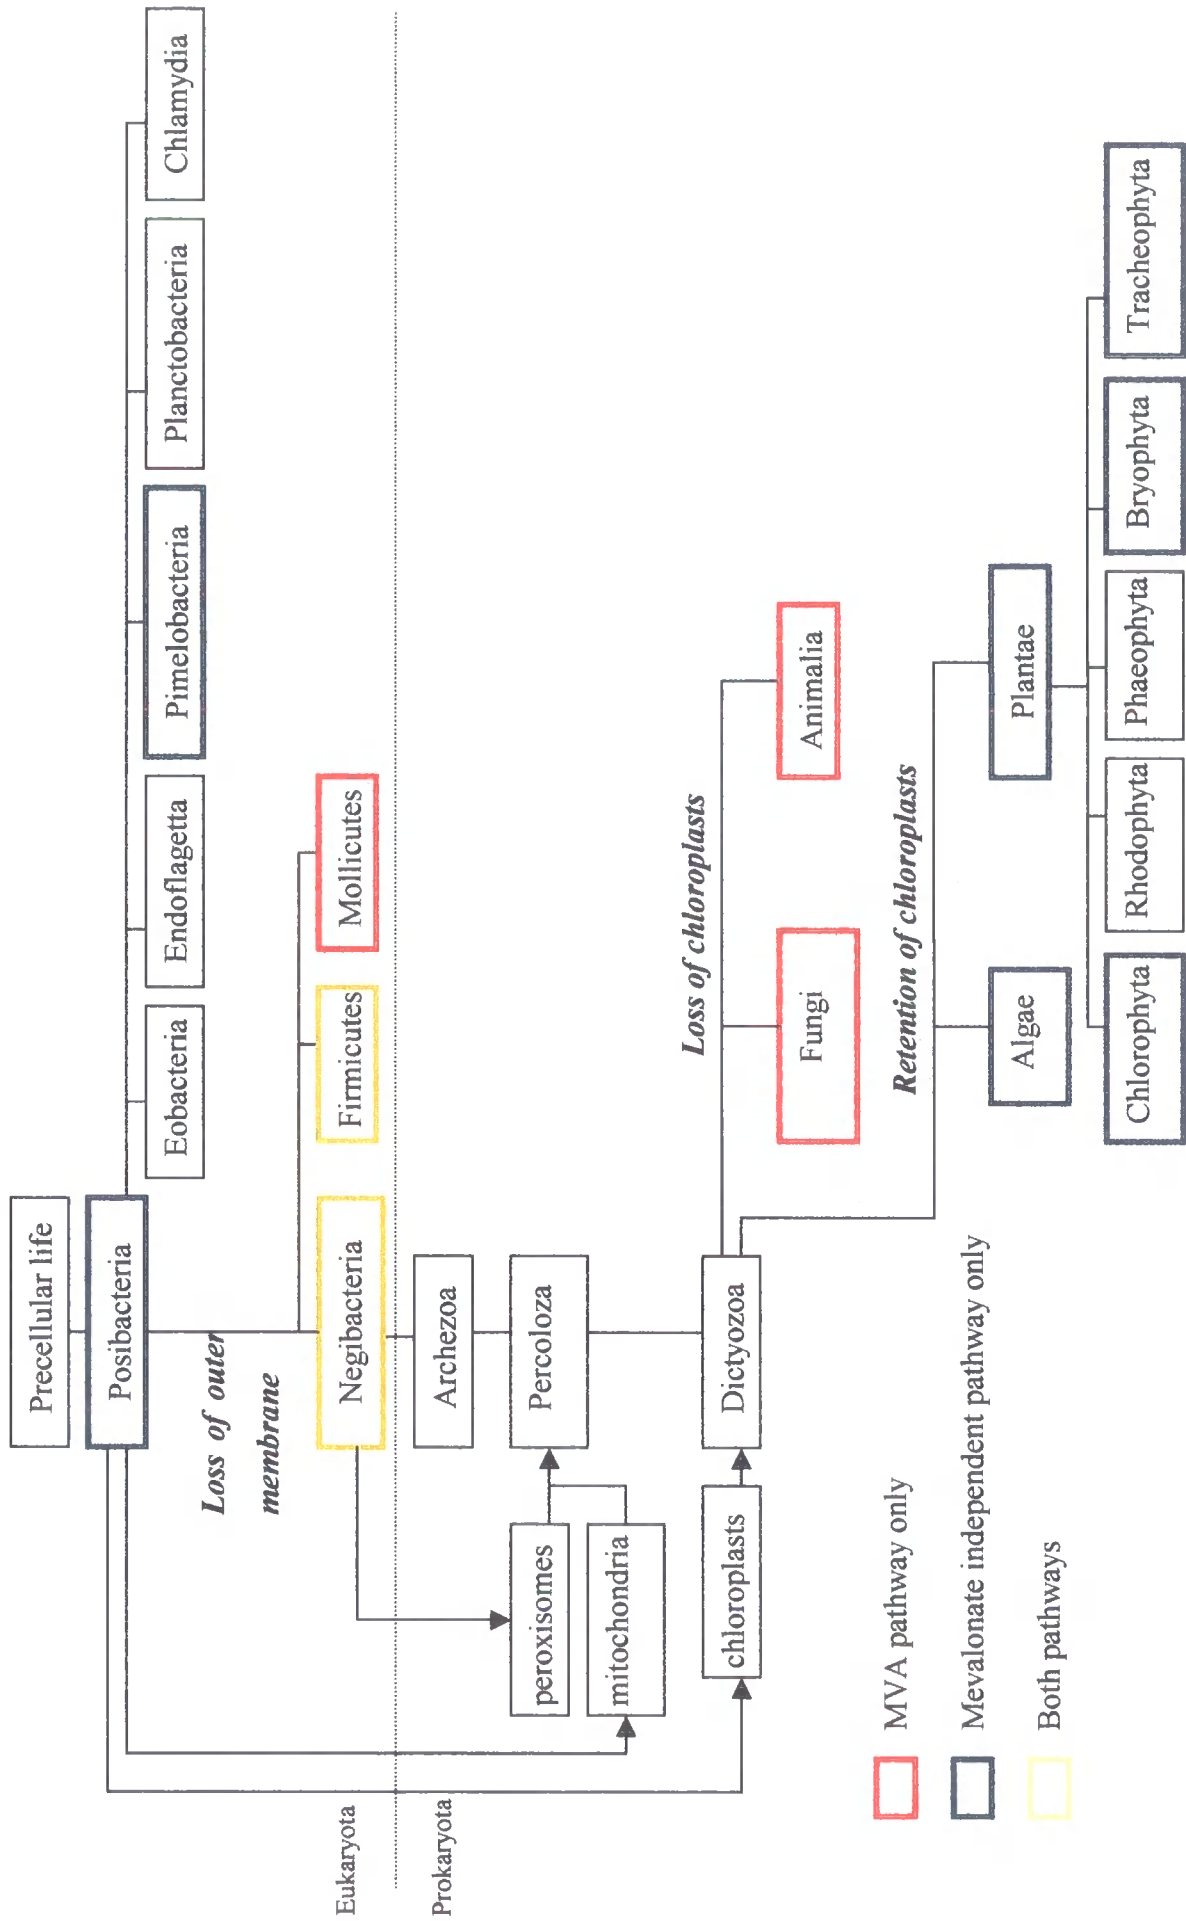 Precellular life
Posibacteria
Eobacteria
Endoflagetta
Pimelobacteria
Planctobacteria
Chlamydia
Loss of outer
membrane
Negibacteria
Firmicutes
Mollicutes
Eukaryota
Prokaryota
Archezoa
peroxisomes
Percoloza
mitochondria
chloroplasts
Dictyozoa
Loss of chloroplasts
Fungi
Animalia
Retention of chloroplasts
Algae
Plantae
Chlorophyta
Rhodophyta
Phaeophyta
Bryophyta
Tracheophyta
MVA pathway only
Mevalonate independent pathway only
Both pathways